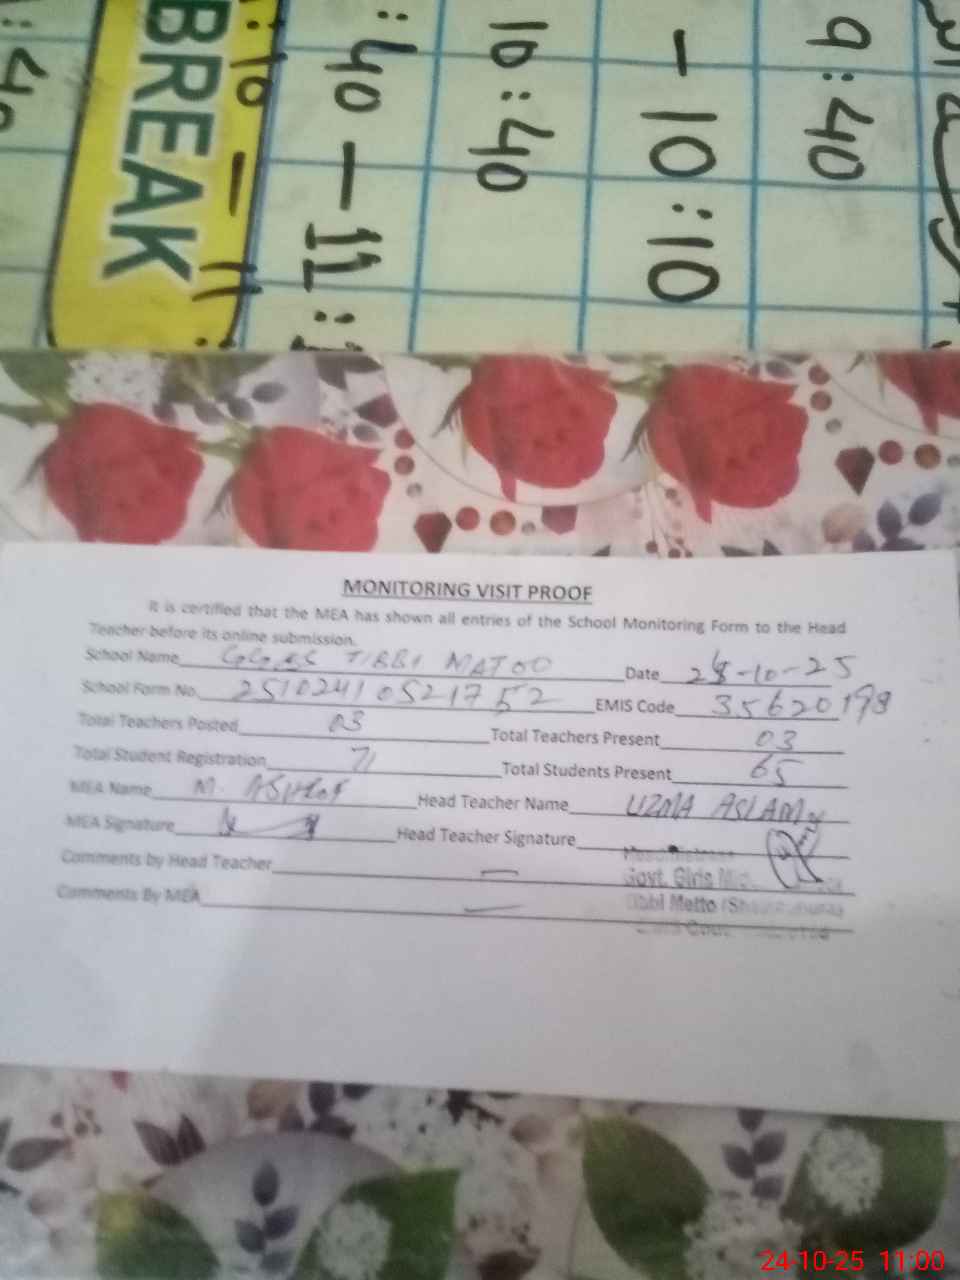 9:40
- 10:10
10:40
:40 - 11:
BREAK
:40
MONITORING VISIT PROOF
It is certified that the MEA has shown all entries of the School Monitoring Form to the Head
Teacher before its online submission.
School Name TIBBI MATOO Date 24-10-25
School Form No. 25102410521752 EMIS Code 35620198
Total Teachers Posted 03 Total Teachers Present 03
Total Student Registration 71 Total Students Present 65
MEA Name M. ASHRAF Head Teacher Name UZMA ASLAM
MEA Signature Head Teacher Signature
Comments by Head Teacher —
Govt. Girls
Comments By MEA —
Metto
24-10-25 11:00